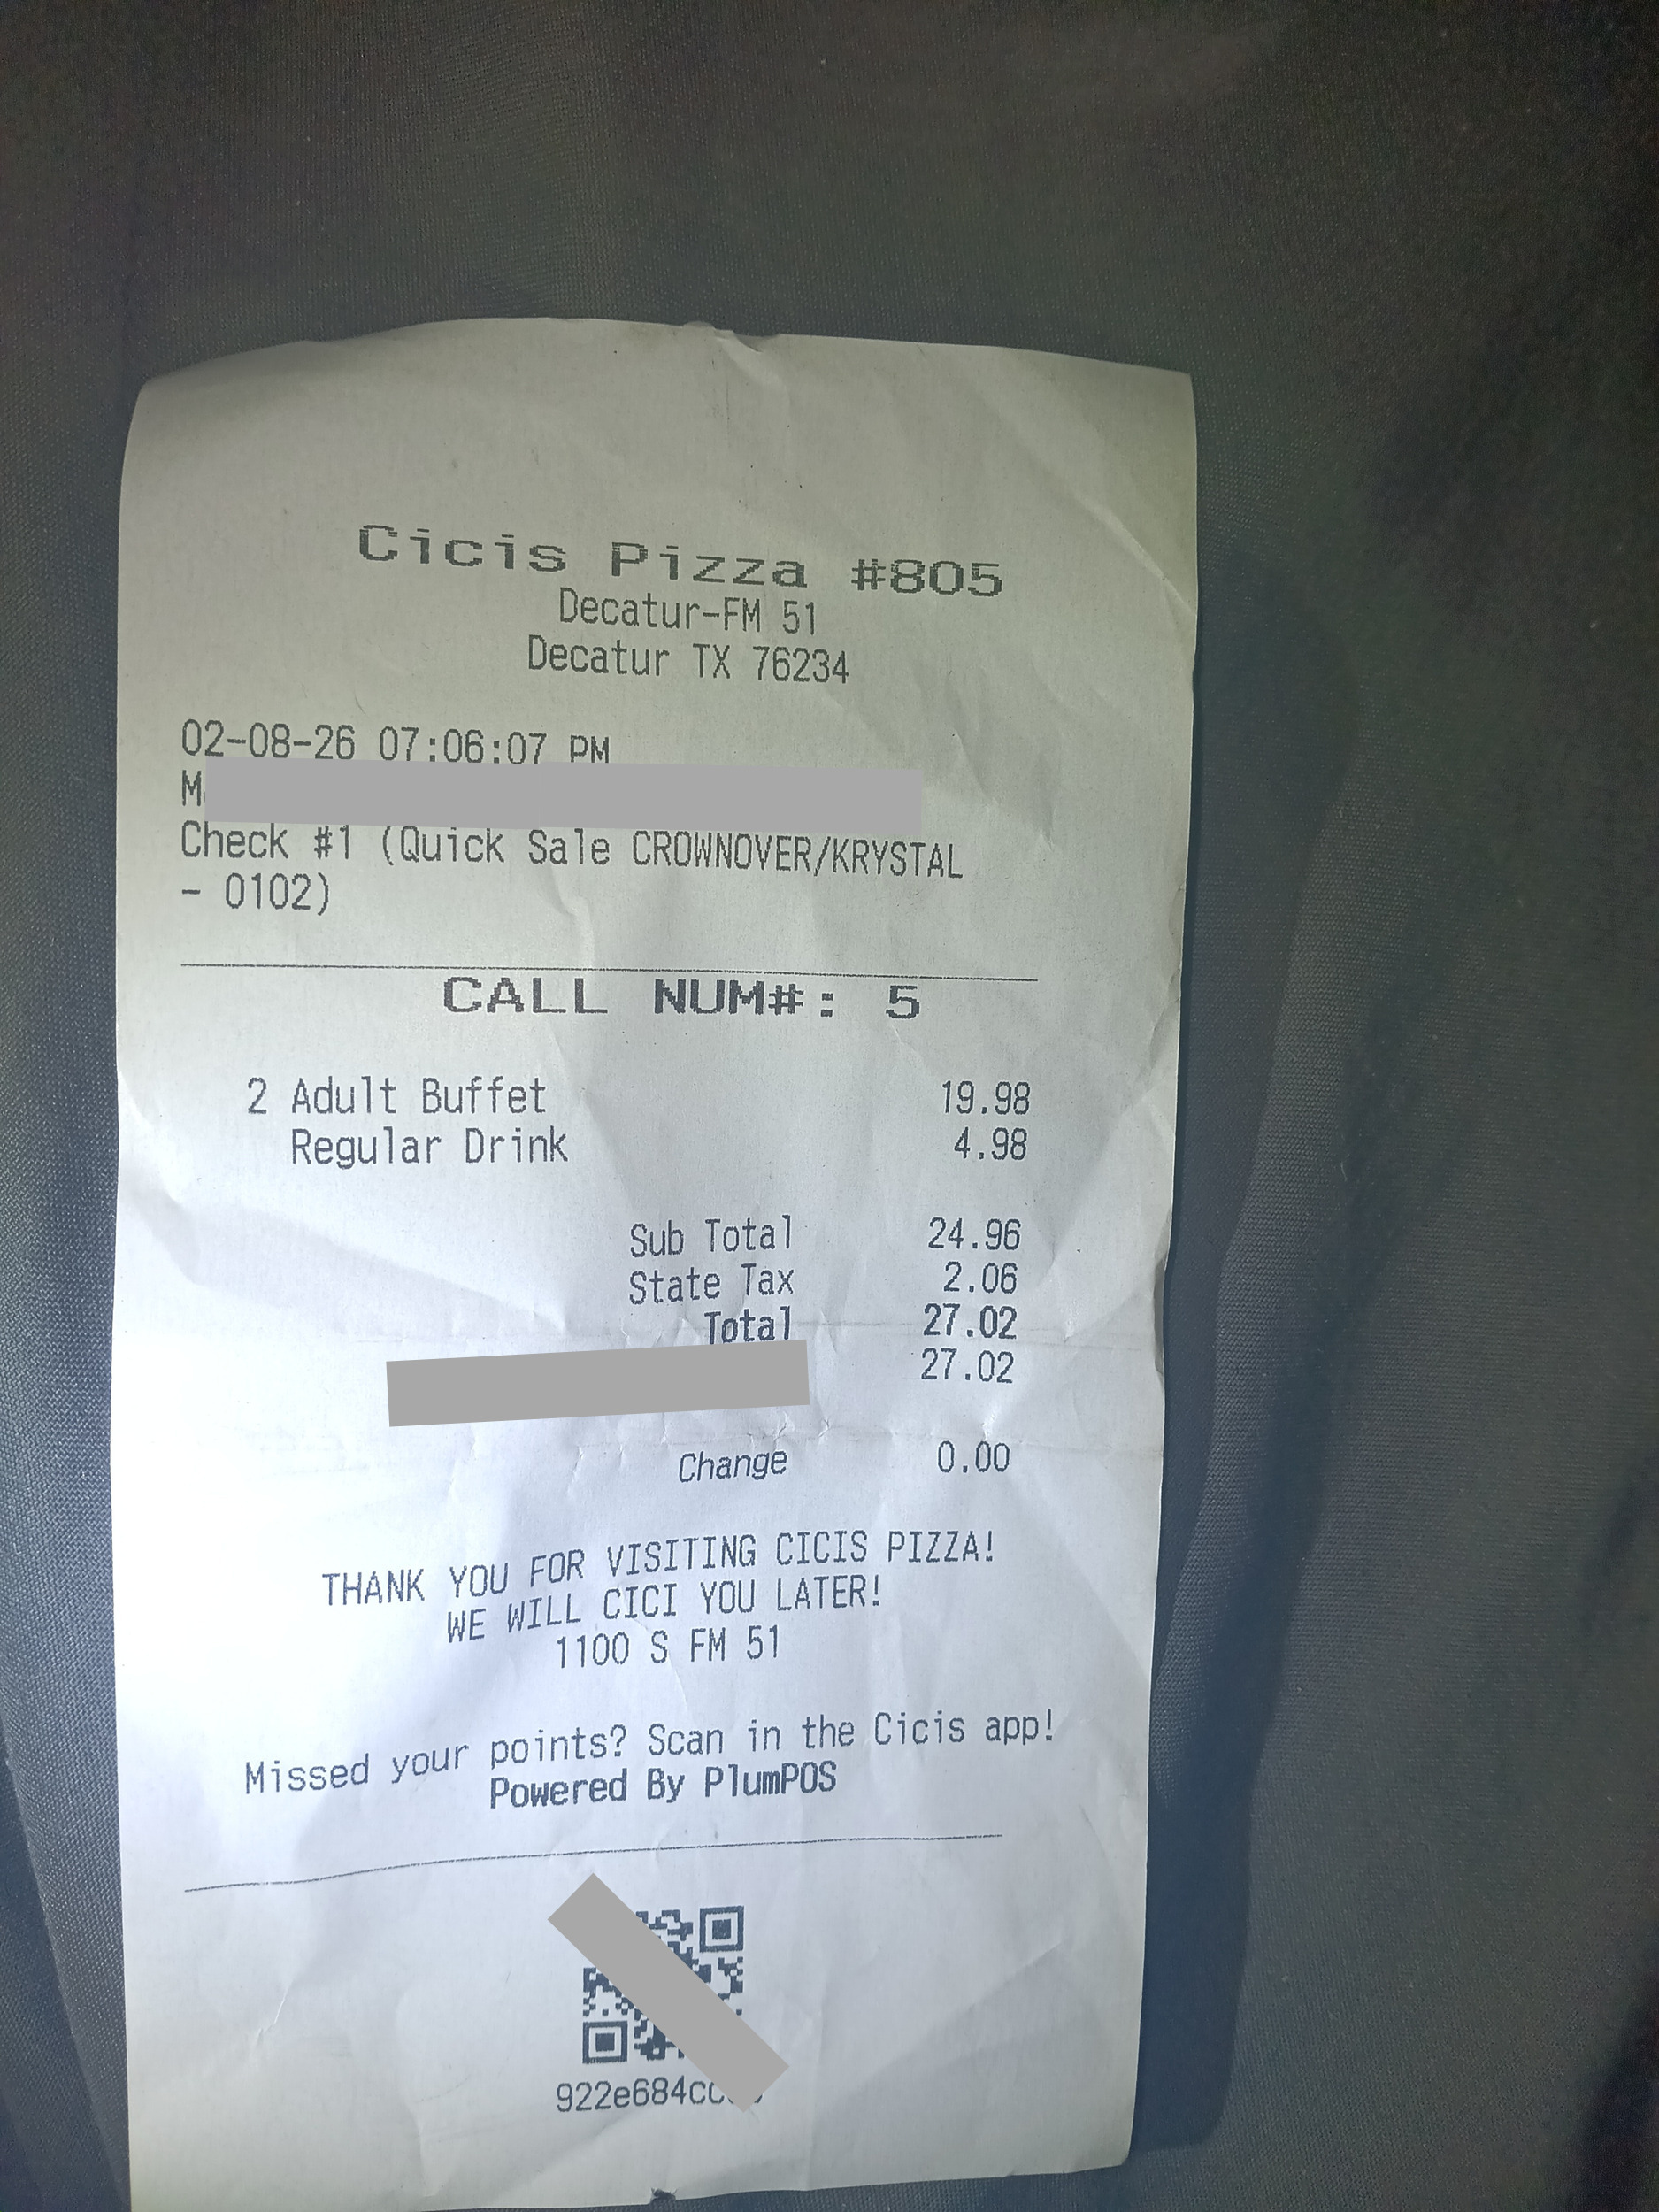 Cicis Pizza #805
Decatur-FM 51
Decatur TX 76234
02-08-26 07:06:07 PM
M
Check #1 (Quick Sale CROWNOVER/KRYSTAL
- 0102)
CALL NUM#: 5
2 Adult Buffet 19.98
Regular Drink 4.98
Sub Total 24.96
State Tax 2.06
Total 27.02
27.02
Change 0.00
THANK YOU FOR VISITING CICIS PIZZA!
WE WILL CICI YOU LATER!
1100 S FM 51
Missed your points? Scan in the Cicis app!
Powered By PlumPOS